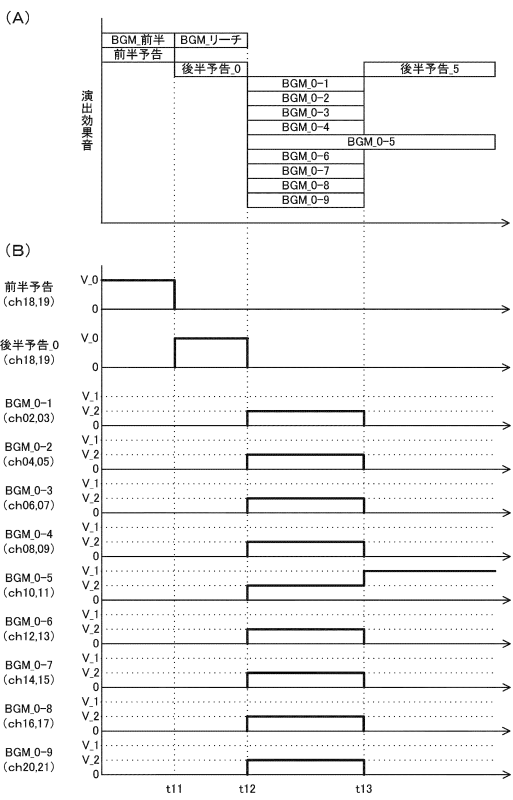 (A)
BGM_前半 BGM_リーチ
前半予告
後半予告_0 後半予告_5
演出効果音
BGM_0-1
BGM_0-2
BGM_0-3
BGM_0-4
BGM_0-5
BGM_0-6
BGM_0-7
BGM_0-8
BGM_0-9
(B)
前半予告
(ch18,19)
V_0
0
後半予告_0
(ch18,19)
V_0
0
BGM_0-1
(ch02,03)
V_1
V_2
0
BGM_0-2
(ch04,05)
V_1
V_2
0
BGM_0-3
(ch06,07)
V_1
V_2
0
BGM_0-4
(ch08,09)
V_1
V_2
0
BGM_0-5
(ch10,11)
V_1
V_2
0
BGM_0-6
(ch12,13)
V_1
V_2
0
BGM_0-7
(ch14,15)
V_1
V_2
0
BGM_0-8
(ch16,17)
V_1
V_2
0
BGM_0-9
(ch20,21)
V_1
V_2
0
t11 t12 t13